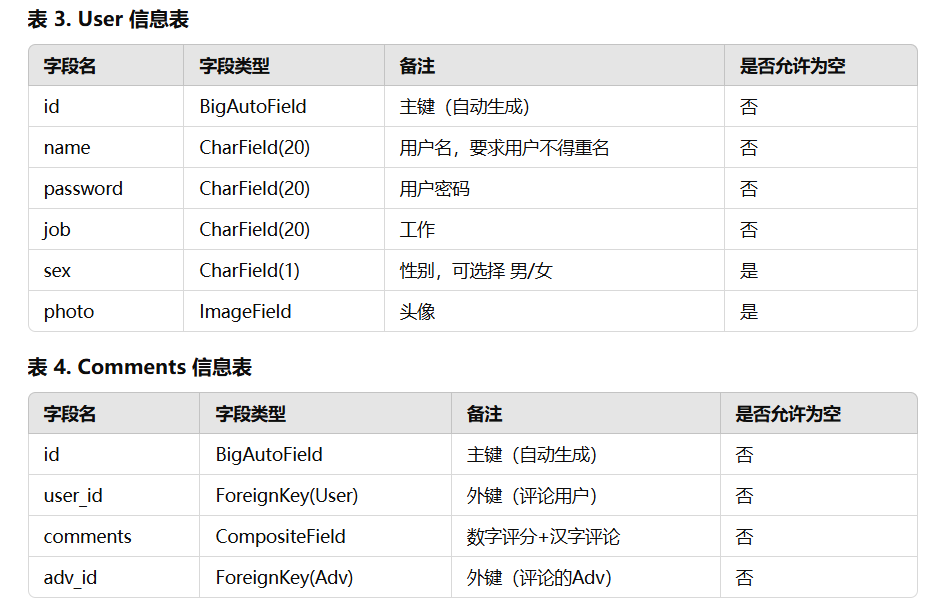 表 3. User 信息表
字段名 字段类型 备注 是否允许为空
id BigAutoField 主键（自动生成） 否
name CharField(20) 用户名，要求用户不得重名 否
password CharField(20) 用户密码 否
job CharField(20) 工作 否
sex CharField(1) 性别，可选择 男/女 是
photo ImageField 头像 是
表 4. Comments 信息表
字段名 字段类型 备注 是否允许为空
id BigAutoField 主键（自动生成） 否
user_id ForeignKey(User) 外键（评论用户） 否
comments CompositeField 数字评分+汉字评论 否
adv_id ForeignKey(Adv) 外键（评论的Adv） 否